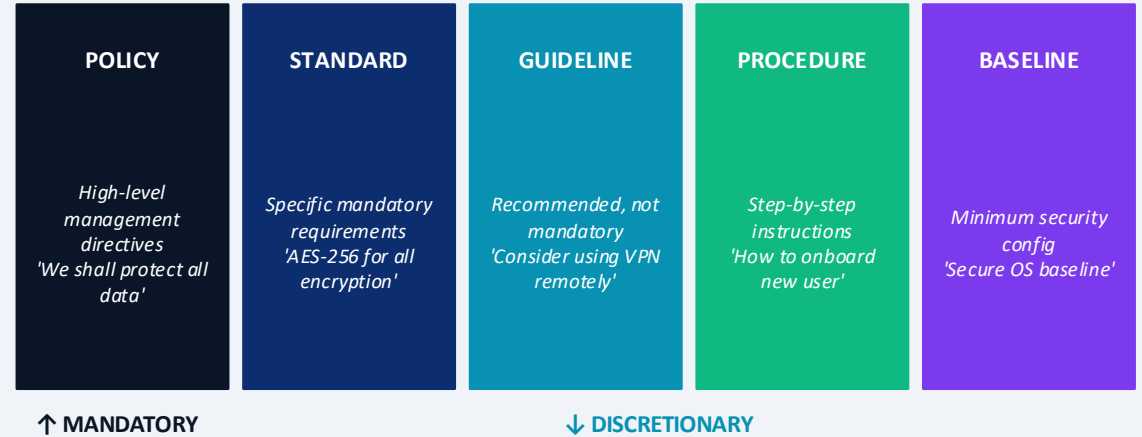 POLICY
High-level
management
directives
'We shall protect all
data'
STANDARD
Specific mandatory
requirements
'AES-256 for all
encryption'
GUIDELINE
Recommended, not
mandatory
'Consider using VPN
remotely'
PROCEDURE
Step-by-step
instructions
'How to onboard
new user'
BASELINE
Minimum security
config
'Secure OS baseline'
↑ MANDATORY
↓ DISCRETIONARY